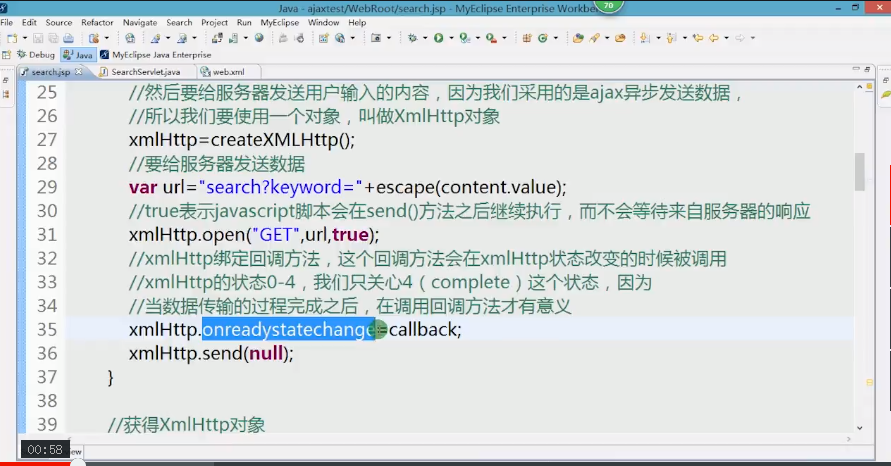 Java - ajaxtest/WebRoot/search.jsp - MyEclipse Enterprise Workben
70
File Edit Source Refactor Navigate Search Project Run MyEclipse Window Help
Debug Java MyEclipse Java Enterprise
search.jsp SearchServlet.java web.xml
25 //然后要给服务器发送用户输入的内容，因为我们采用的是ajax异步发送数据，
26 //所以我们要使用一个对象，叫做XmlHttp对象
27 xmlHttp=createXMLHttp();
28 //要给服务器发送数据
29 var url="search?keyword="+escape(content.value);
30 //true表示javascript脚本会在send()方法之后继续执行，而不会等待来自服务器的响应
31 xmlHttp.open("GET",url,true);
32 //xmlHttp绑定回调方法，这个回调方法会在xmlHttp状态改变的时候被调用
33 //xmlHttp的状态0-4，我们只关心4（complete）这个状态，因为
34 //当数据传输的过程完成之后，在调用回调方法才有意义
35 xmlHttp.onreadystatechange=callback;
36 xmlHttp.send(null);
37 }
38
39 //获得XmlHttp对象
00:58